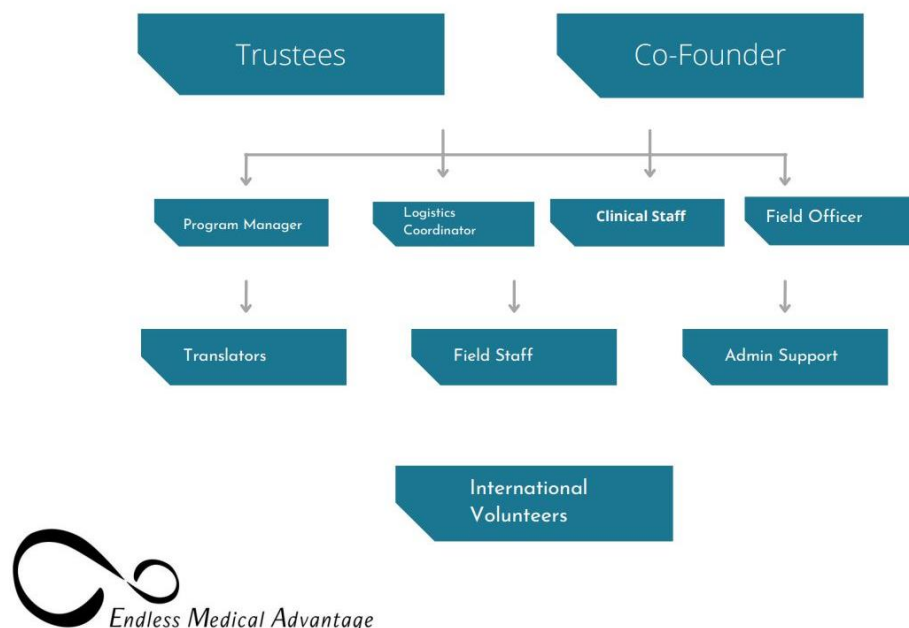 Trustees
Co-Founder
Program Manager
Logistics
Coordinator
Clinical Staff
Field Officer
Translators
Field Staff
Admin Support
International
Volunteers
Endless Medical Advantage